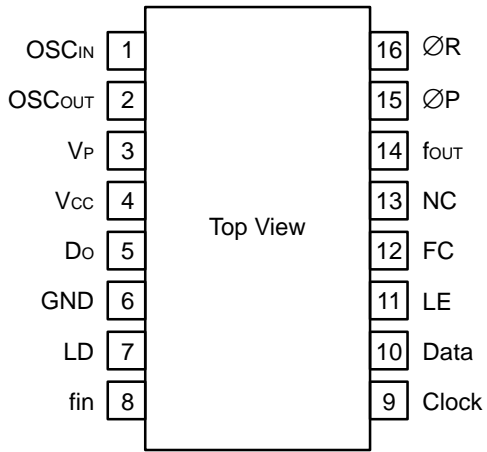 OSCIN 1 16 ∅R
OSCOUT 2 15 ∅P
VP 3 14 fOUT
VCC 4 13 NC
Top View
DO 5 12 FC
GND 6 11 LE
LD 7 10 Data
fin 8 9 Clock